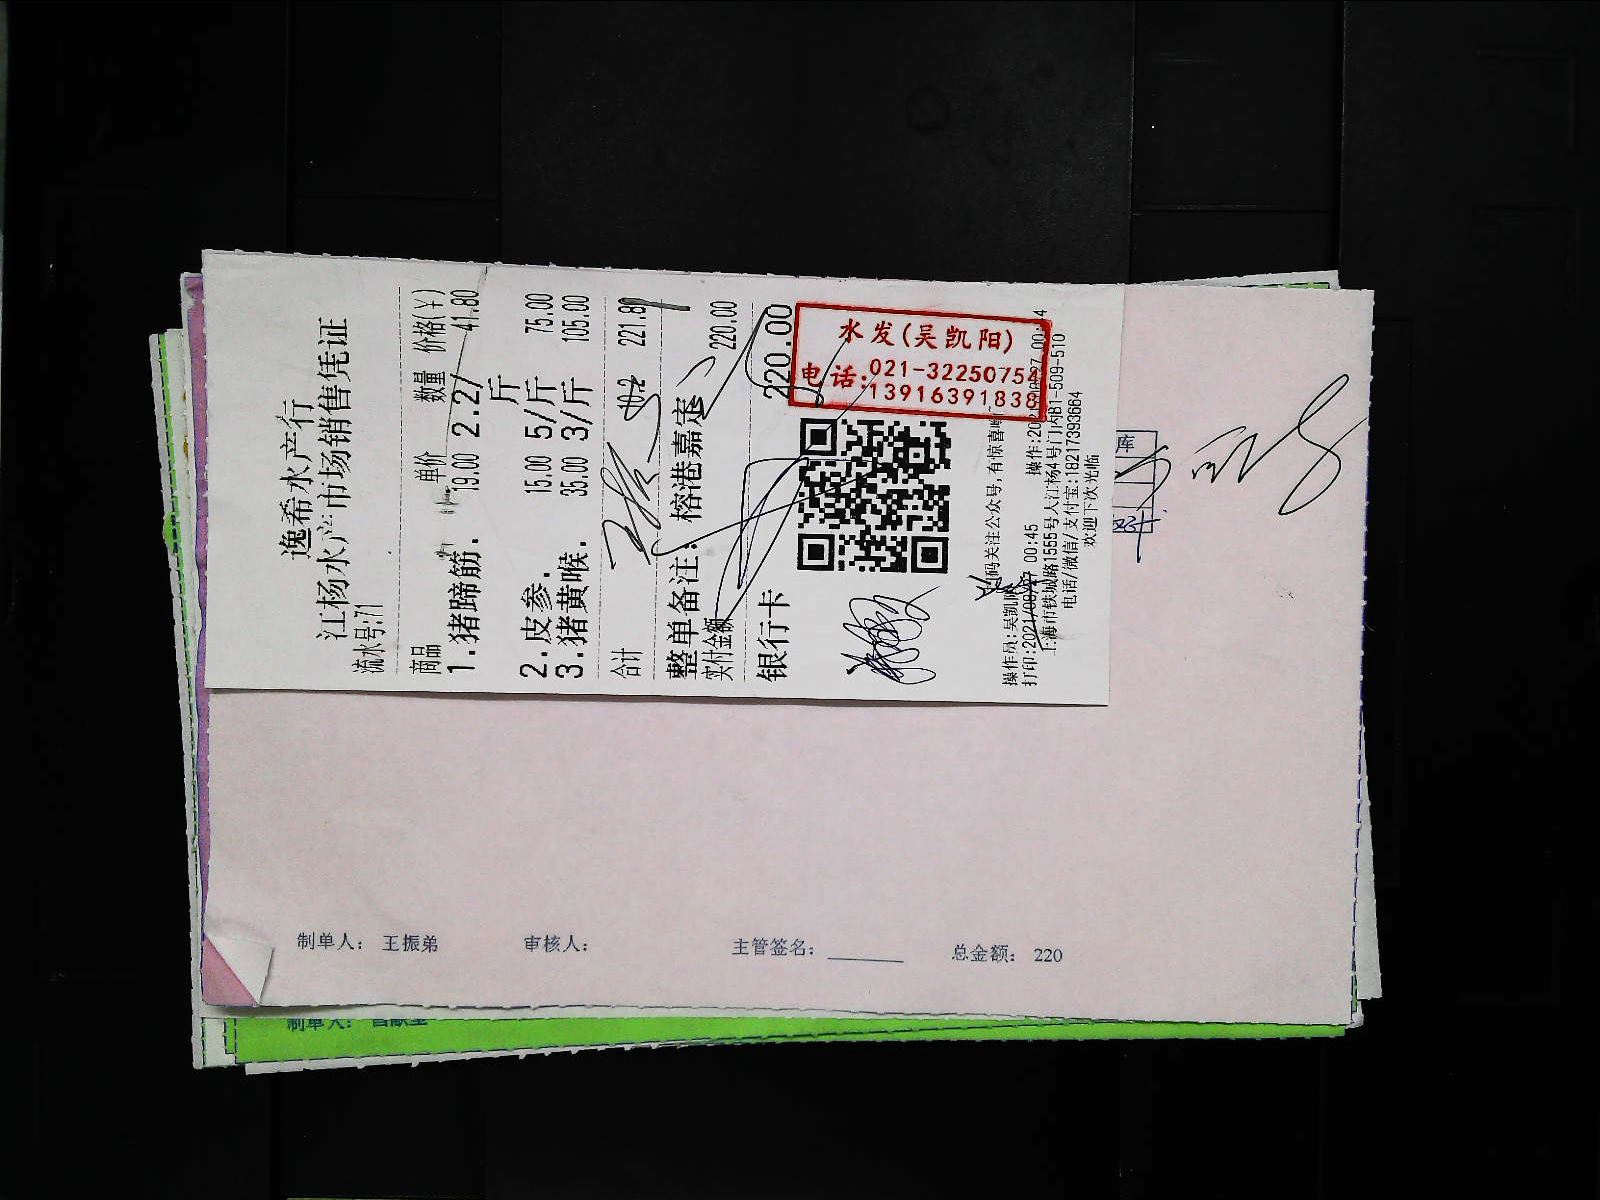 逸希水产行
江杨水产市场销售凭证
流水号:71
商品 单价 数量 价格(￥)
1.猪蹄筋. 19.00 2.2/斤 41.80
2.皮参. 15.00 5/斤 75.00
3.猪黄喉. 35.00 3/斤 105.00
合计 10.2 221.8
整单备注: 榕港嘉定
实付金额 220.00
银行卡 220.00
水发(吴凯阳)
电话:021-32250754
13916391838
码关注公众号,有惊喜
操作员:吴凯阳 操作:
打印:2021/08/27 00:45
上海市铁城路1555号人江杨4号门内B1-509-510
电话/微信/支付宝:18217393664
欢迎下次光临
制单人: 王振弟 审核人: 主管签名: 总金额: 220
制单人: